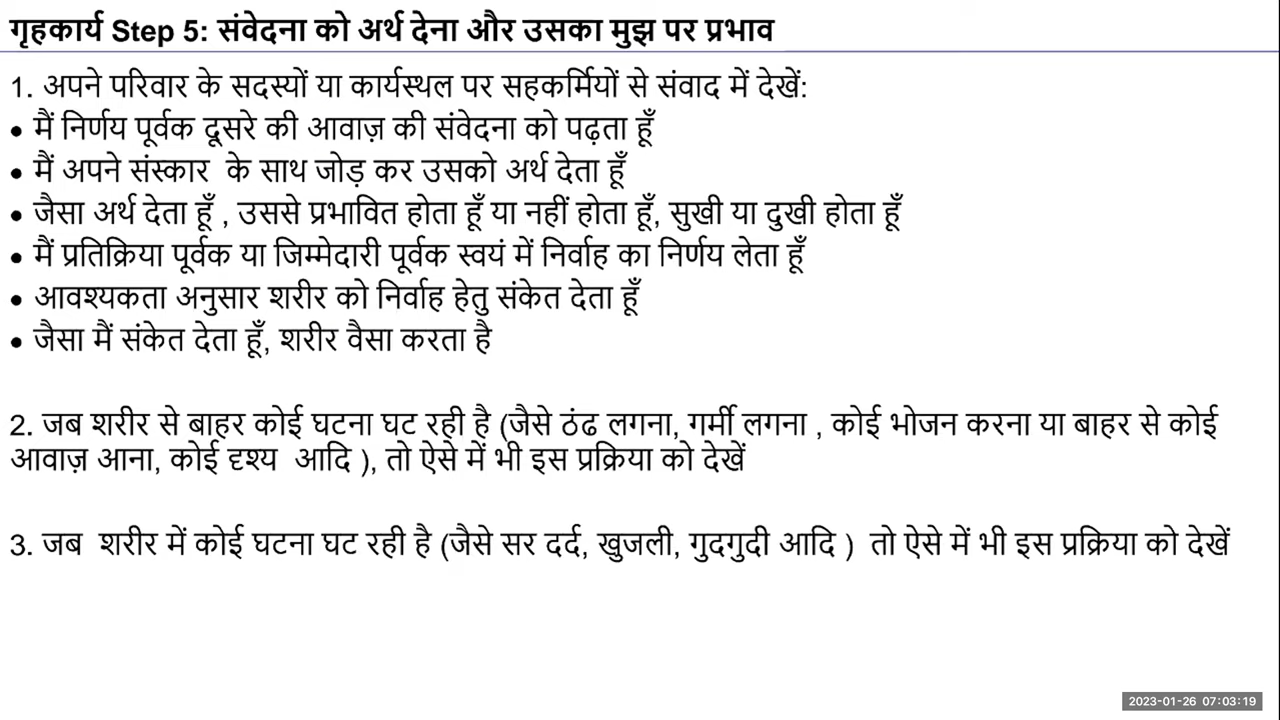 गृहकार्य Step 5: संवेदना को अर्थ देना और उसका मुझ पर प्रभाव
1. अपने परिवार के सदस्यों या कार्यस्थल पर सहकर्मियों से संवाद में देखें:
• मैं निर्णय पूर्वक दूसरे की आवाज़ की संवेदना को पढ़ता हूँ
• मैं अपने संस्कार के साथ जोड़ कर उसको अर्थ देता हूँ
• जैसा अर्थ देता हूँ , उससे प्रभावित होता हूँ या नहीं होता हूँ, सुखी या दुखी होता हूँ
• मैं प्रतिक्रिया पूर्वक या जिम्मेदारी पूर्वक स्वयं में निर्वाह का निर्णय लेता हूँ
• आवश्यकता अनुसार शरीर को निर्वाह हेतु संकेत देता हूँ
• जैसा मैं संकेत देता हूँ, शरीर वैसा करता है
2. जब शरीर से बाहर कोई घटना घट रही है (जैसे ठंढ लगना, गर्मी लगना , कोई भोजन करना या बाहर से कोई
आवाज़ आना, कोई दृश्य आदि ), तो ऐसे में भी इस प्रक्रिया को देखें
3. जब शरीर में कोई घटना घट रही है (जैसे सर दर्द, खुजली, गुदगुदी आदि ) तो ऐसे में भी इस प्रक्रिया को देखें
2023-01-26 07:03:19